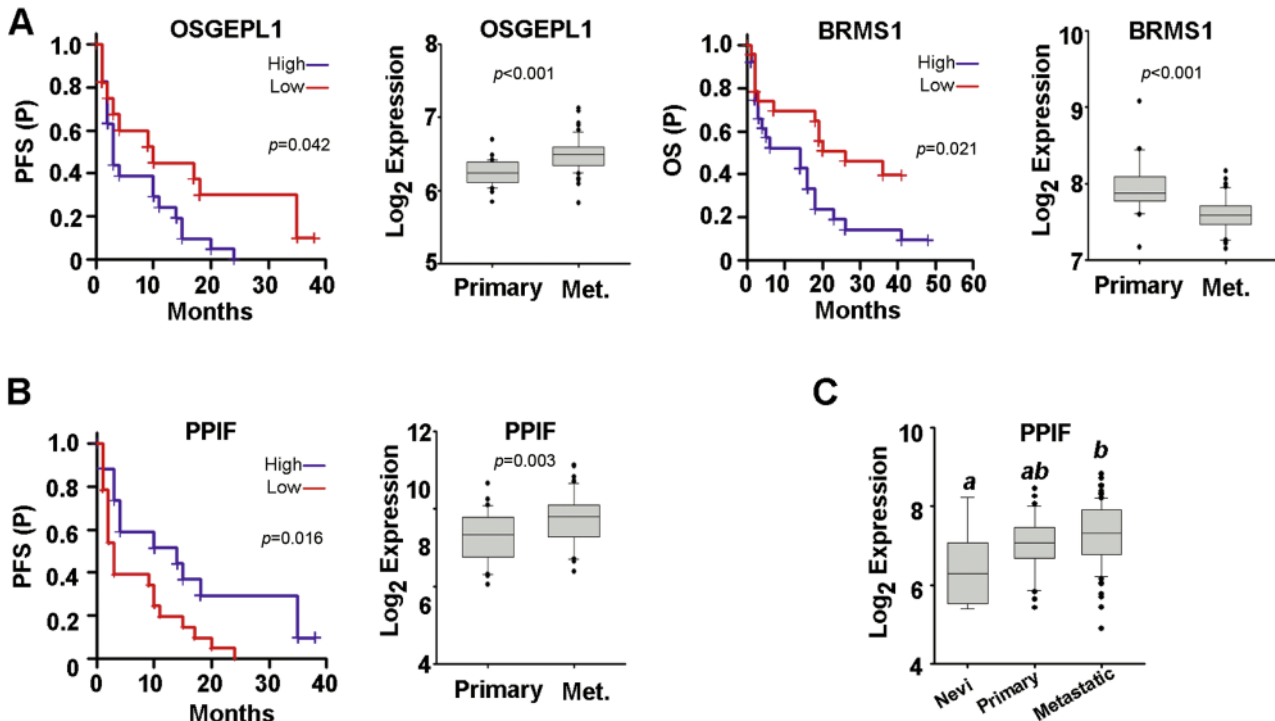 A
OSGEPL1
PFS (P)
1.0
0.8
0.6
0.4
0.2
0
High
Low
p=0.042
0 10 20 30 40
Months
OSGEPL1
Log2 Expression
8
7
6
5
p<0.001
Primary Met.
BRMS1
OS (P)
1.0
0.8
0.6
0.4
0.2
0
High
Low
p=0.021
0 10 20 30 40 50 60
Months
BRMS1
Log2 Expression
10
9
8
7
p<0.001
Primary Met.
B
PPIF
PFS (P)
1.0
0.8
0.6
0.4
0.2
0
High
Low
p=0.016
0 10 20 30 40
Months
PPIF
Log2 Expression
12
10
8
6
4
p=0.003
Primary Met.
C
PPIF
Log2 Expression
10
8
6
4
a
ab
b
Nevi
Primary
Metastatic